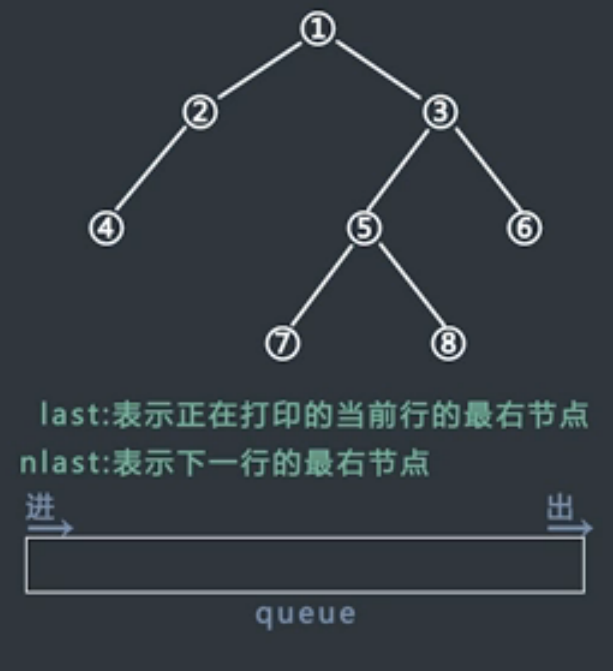 ①
② ③
④ ⑤ ⑥
⑦ ⑧
last:表示正在打印的当前行的最右节点
nlast:表示下一行的最右节点
进 出
queue